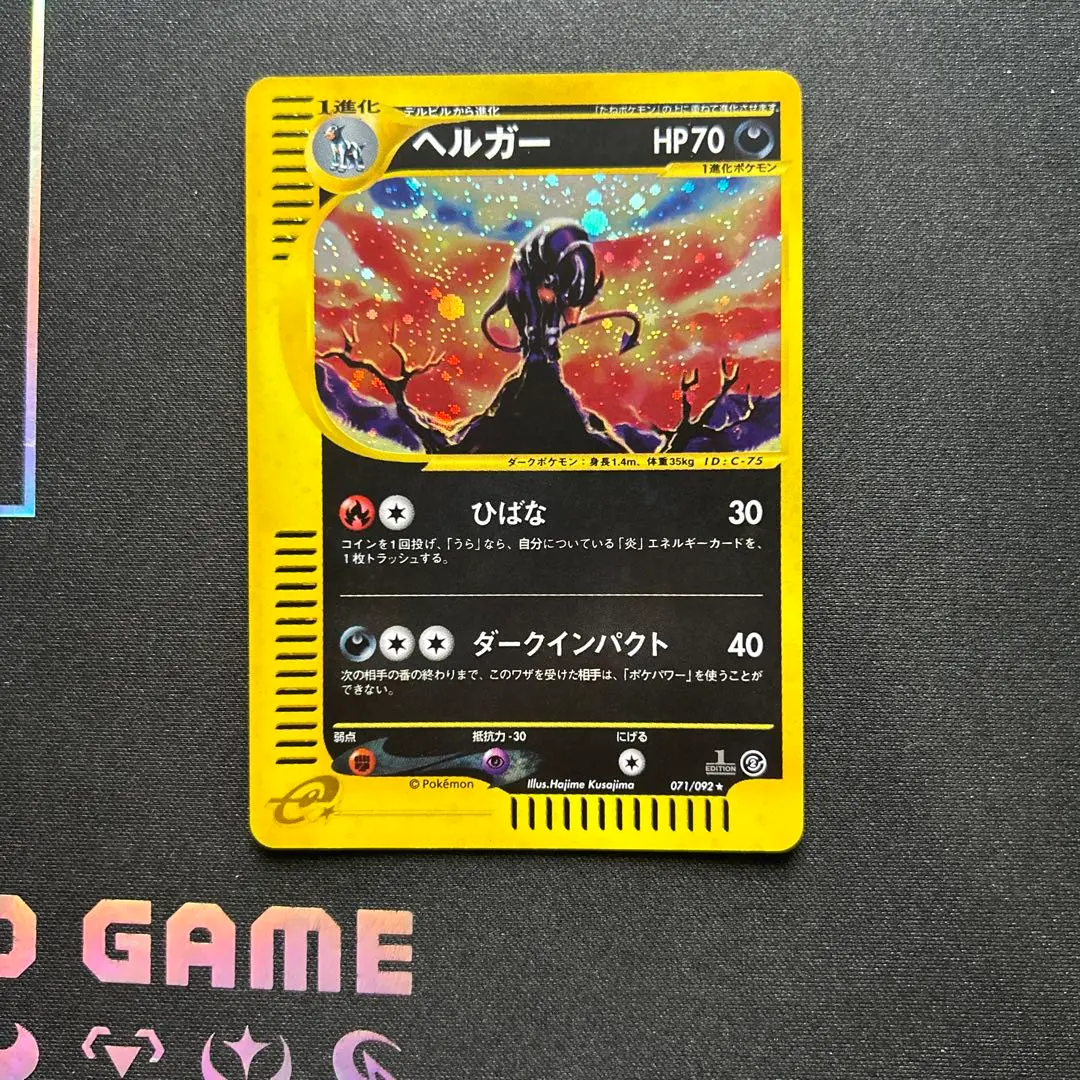 1進化
デルビルから進化
「たねポケモン」の上に重ねて進化させます。
ヘルガー
HP70
1進化ポケモン
ダークポケモン：身長1.4m、体重35kg ID：C-75
ひばな 30
コインを1回投げ、「うら」なら、自分についている「炎」エネルギーカードを、
1枚トラッシュする。
ダークインパクト 40
次の相手の番の終わりまで、このワザを受けた相手は、「ポケパワー」を使うことが
できない。
弱点
抵抗力-30
にげる
1
EDITION
2
© Pokémon
Illus.Hajime Kusajima
071/092★
e
GAME